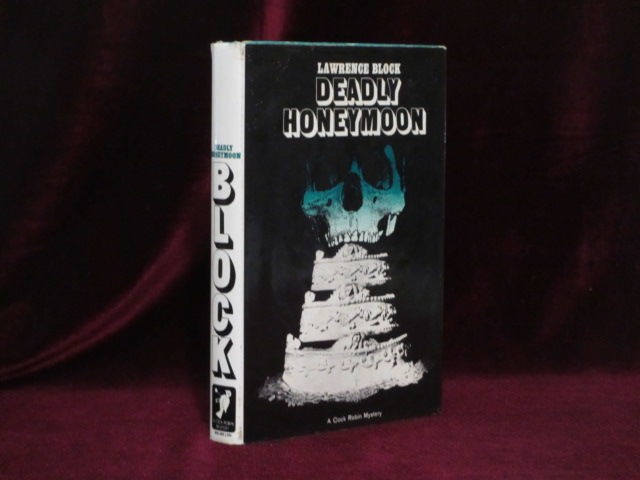 LAWRENCE BLOCK
DEADLY
HONEYMOON
A Cock Robin Mystery
DEADLY
HONEYMOON
BLOCK